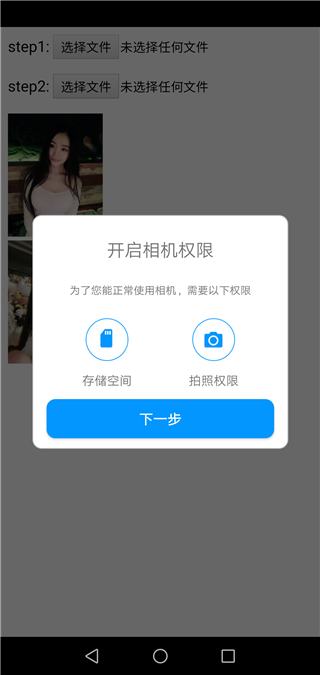 step1: 选择文件 未选择任何文件
step2: 选择文件 未选择任何文件
开启相机权限
为了您能正常使用相机，需要以下权限
存储空间 拍照权限
下一步